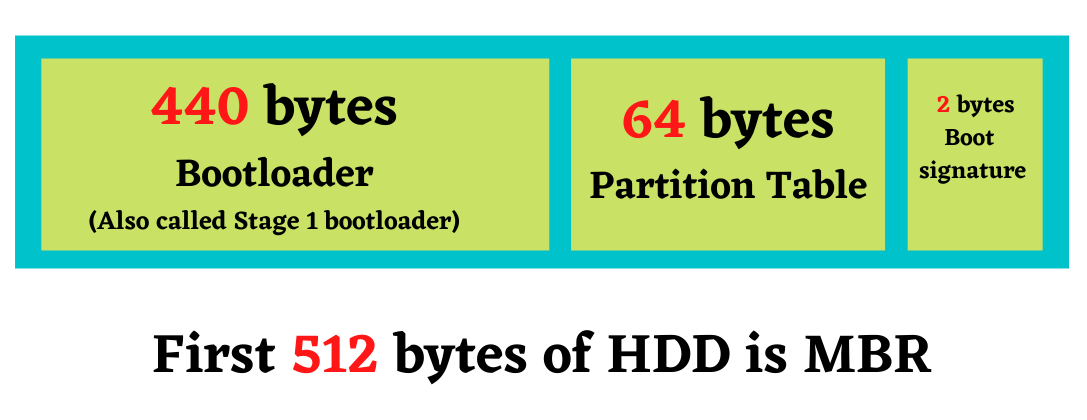 440 bytes
Bootloader
(Also called Stage 1 bootloader)
64 bytes
Partition Table
2 bytes
Boot
signature
First 512 bytes of HDD is MBR